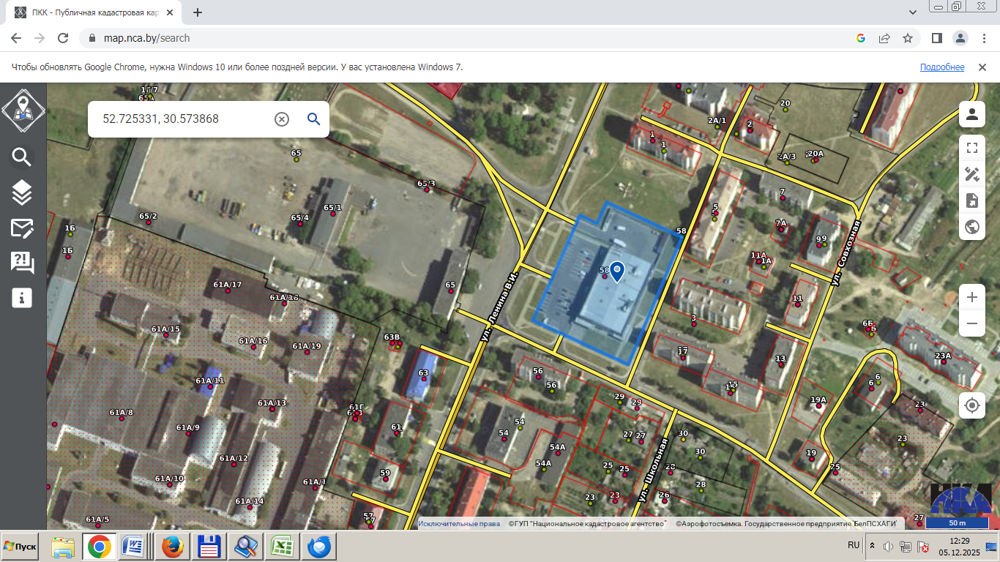 ПКК - Публичная кадастровая кар
map.nca.by/search
Чтобы обновлять Google Chrome, нужна Windows 10 или более поздней версии. У вас установлена Windows 7.
Подробнее
52.725331, 30.573868
1Г/7
65А
65
65/3
65/1
65/2
65/4
1Б
1Б
65
61А/17
61А/18
61А/15
61А/16
61А/19
63В
63
61А/11
61А/13
61А/8
61А/9
61Г
61
61А/12
61А/10
59
61А/1
61А/14
61А/5
57
ул. Ленина В.И.
58
58
1
1
2А/1
2
20
2А/3
20А
7
5
7А
9
9
11А
1А
ул. Совхозная
11
3
17
13
15
6Б
23А
6
6
19А
23
23
19
25
27
56
56
29
29
54
54
54А
54А
27
27
30
30
25
25
28
28
23
23
26
ул. Школьная
НКА
50 m
Исключительные права
©ГУП "Национальное кадастровое агентство"
©Аэрофотосъемка. Государственное предприятие 'БелПСХАГИ'
Пуск
RU
12:29
05.12.2025